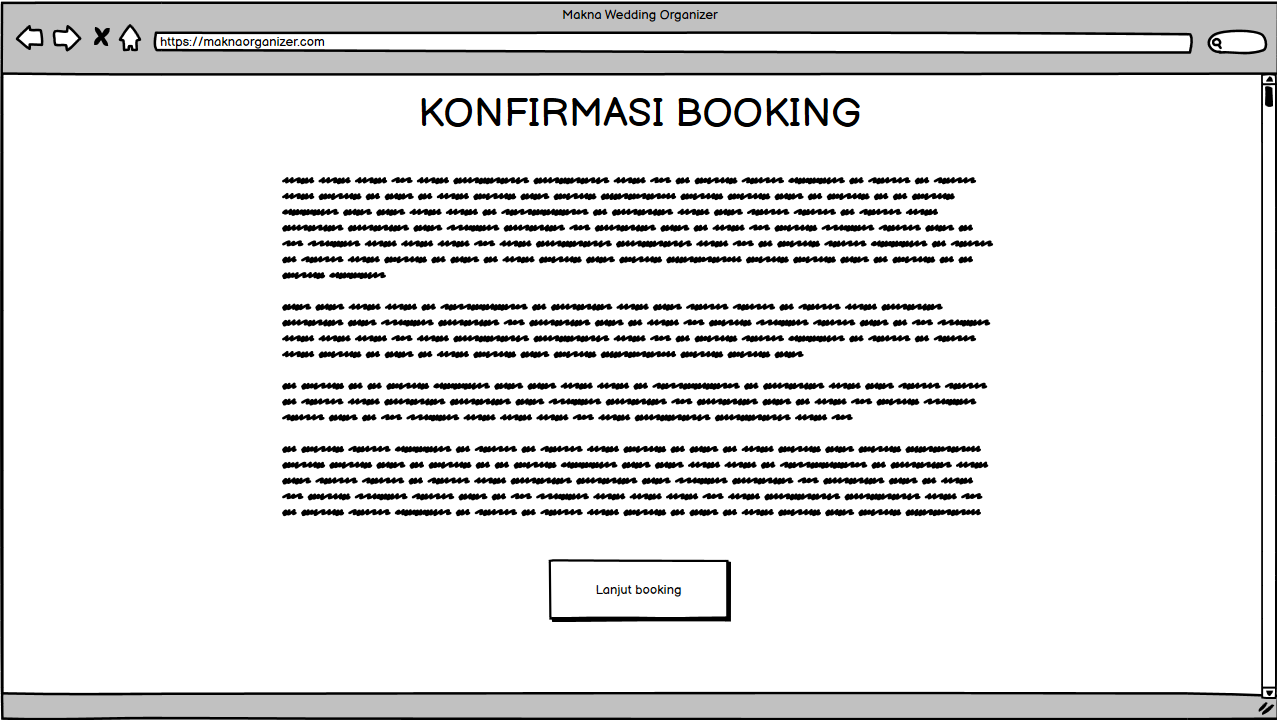 Makna Wedding Organizer
https://maknaorganizer.com
KONFIRMASI BOOKING
Lanjut booking